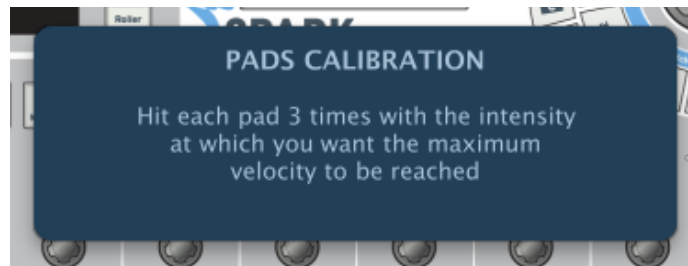 Roller
SPARK
PADS CALIBRATION
Hit each pad 3 times with the intensity
at which you want the maximum
velocity to be reached